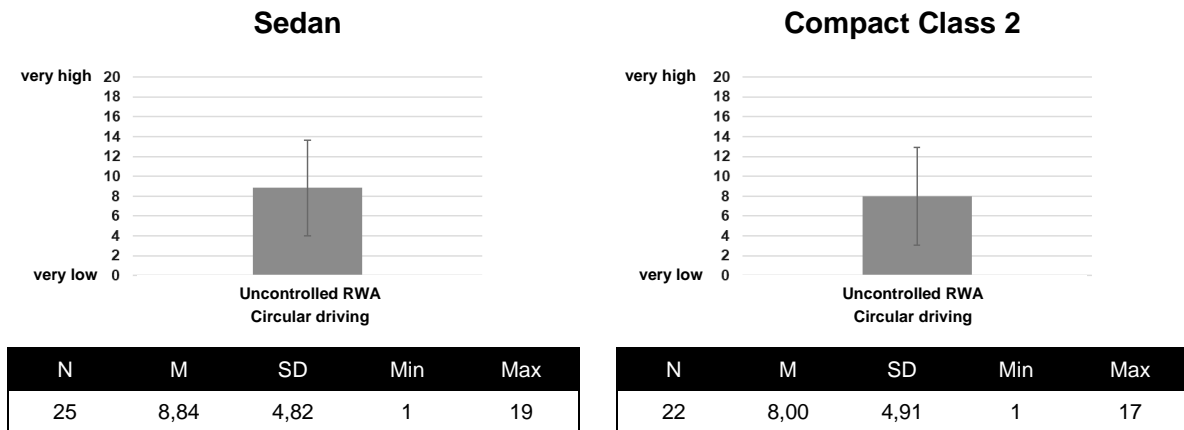 Sedan
very high 20
18
16
14
12
10
8
6
4
2
very low 0
Uncontrolled RWA
Circular driving
N M SD Min Max
25 8,84 4,82 1 19
Compact Class 2
very high 20
18
16
14
12
10
8
6
4
2
very low 0
Uncontrolled RWA
Circular driving
N M SD Min Max
22 8,00 4,91 1 17